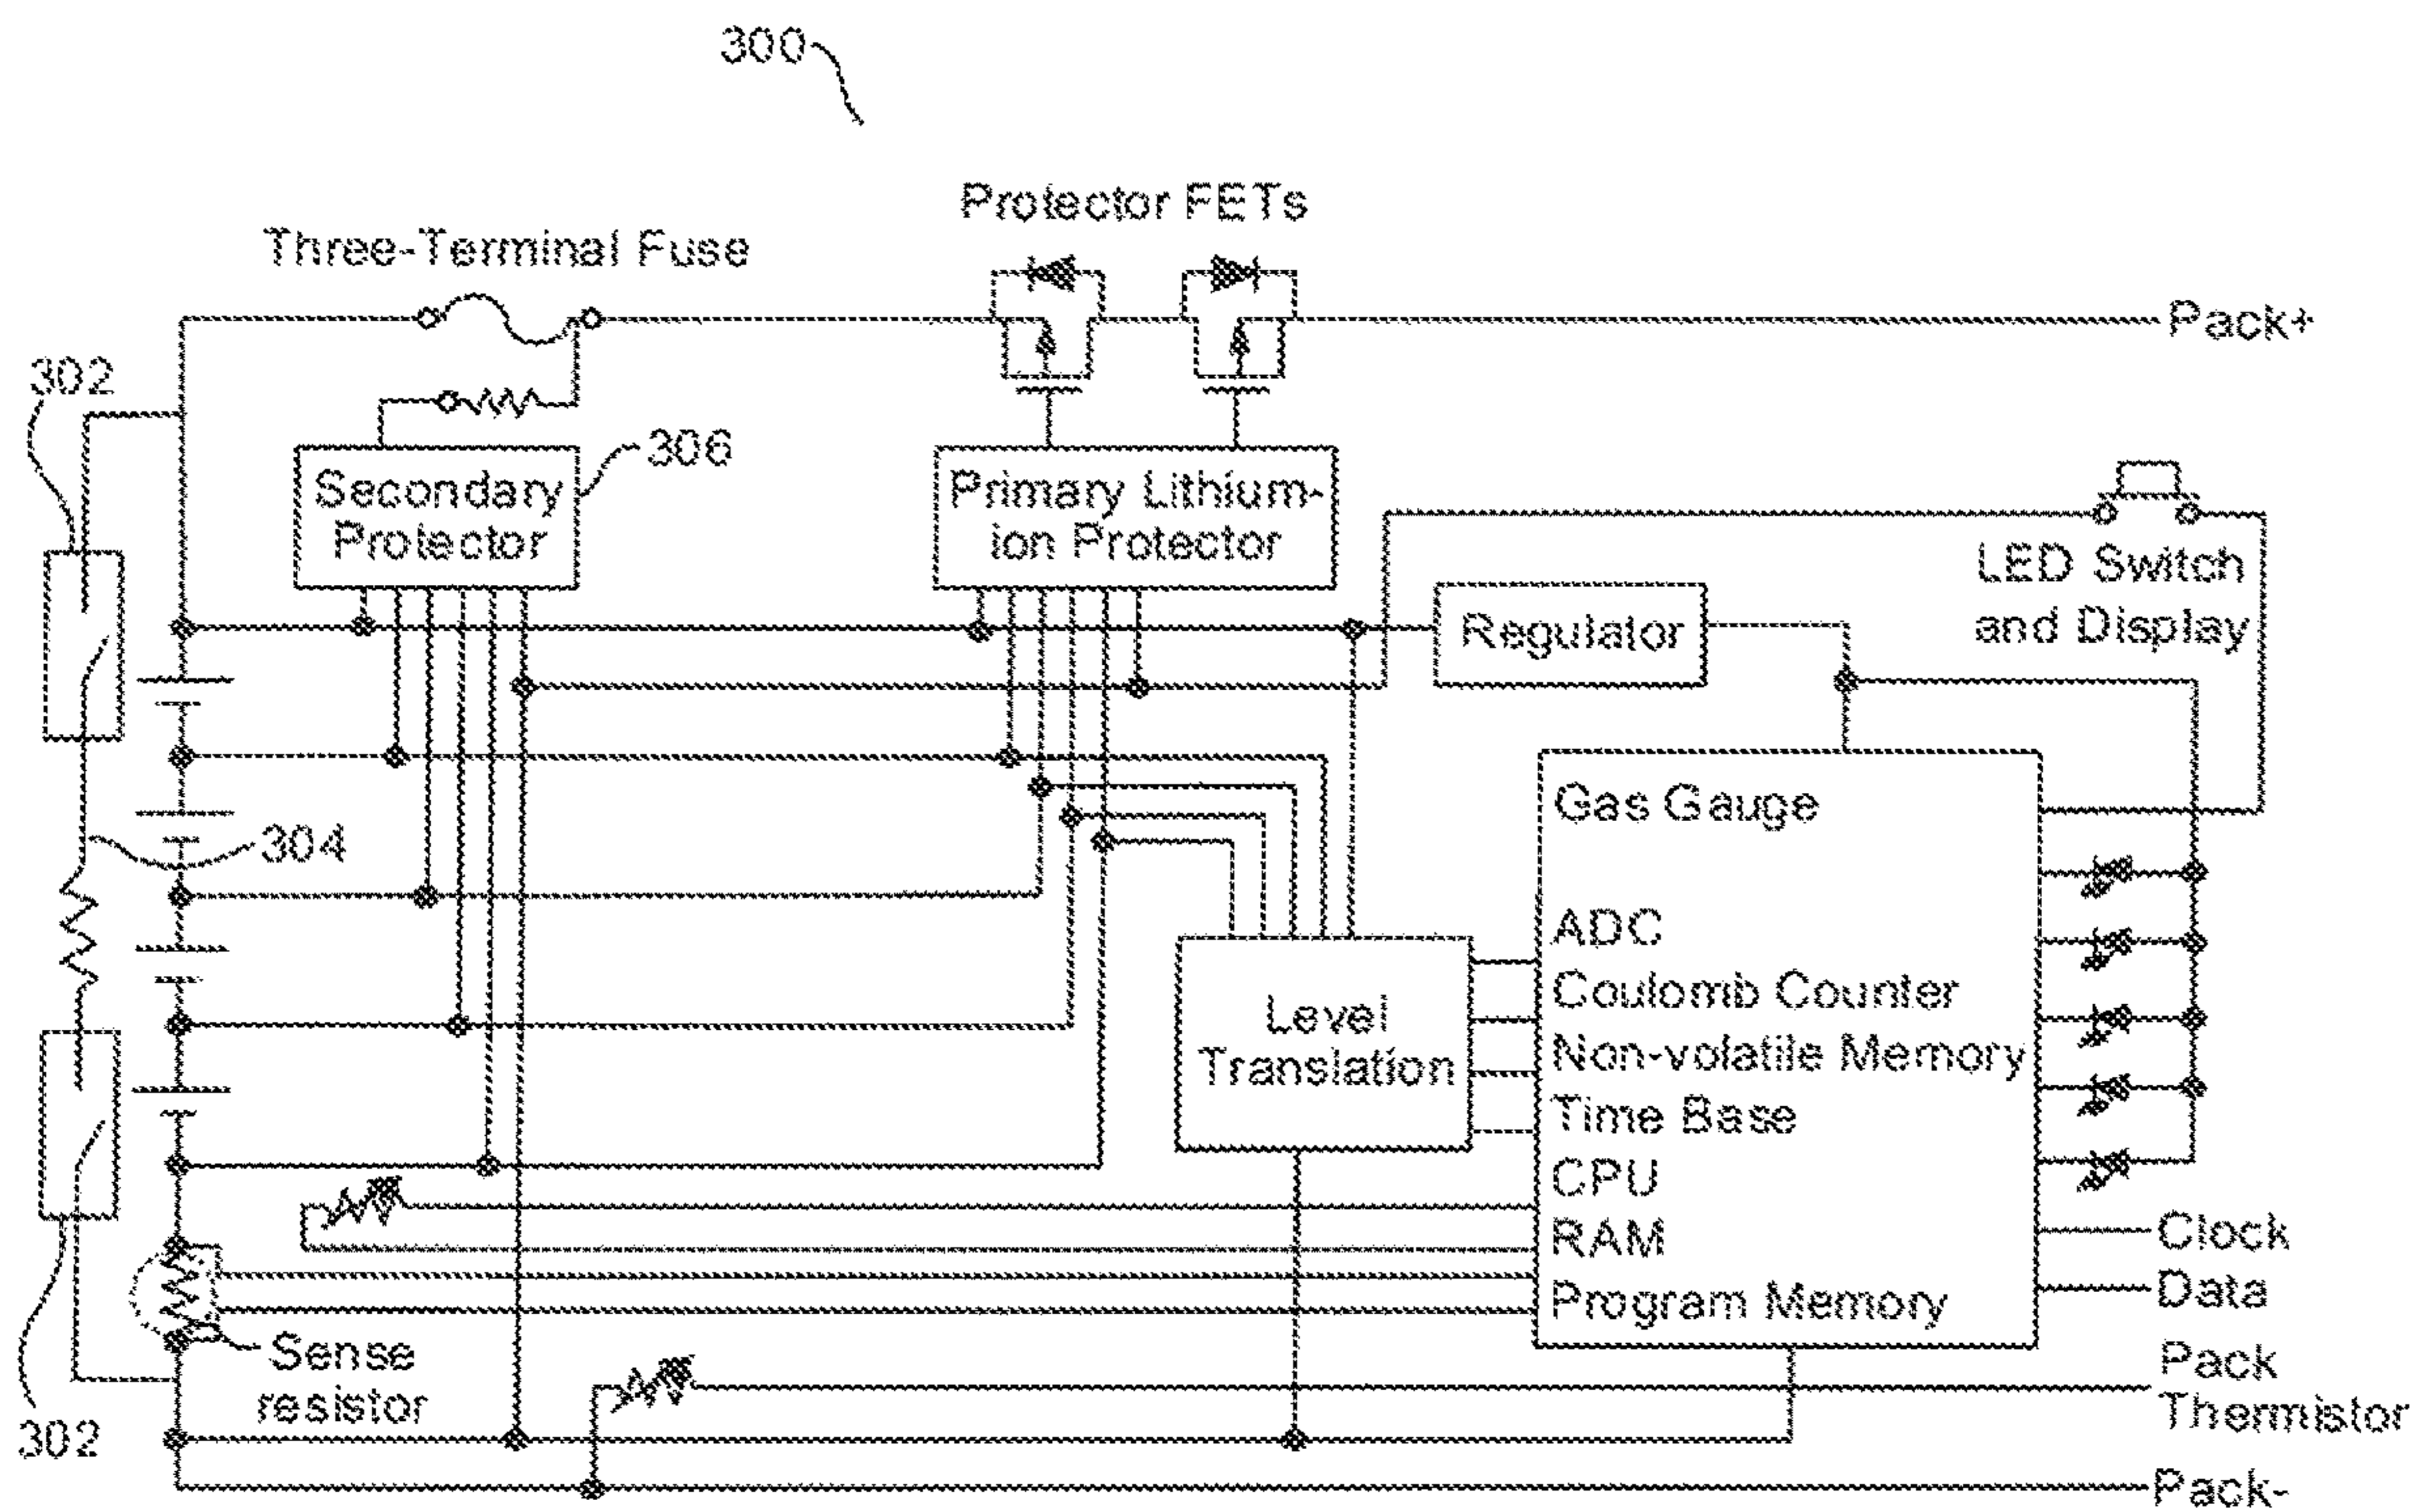 300
Protector FETs
Three-Terminal Fuse
Pack+
302
306
Secondary
Protector
Primary Lithium-
ion Protector
LED Switch
and Display
Regulator
Gas Gauge
304
ADC
Coulomb Counter
Level
Translation
Non-volatile Memory
Time Base
CPU
RAM
Program Memory
Clock
Data
Sense
resistor
302
Pack
Thermistor
Pack-